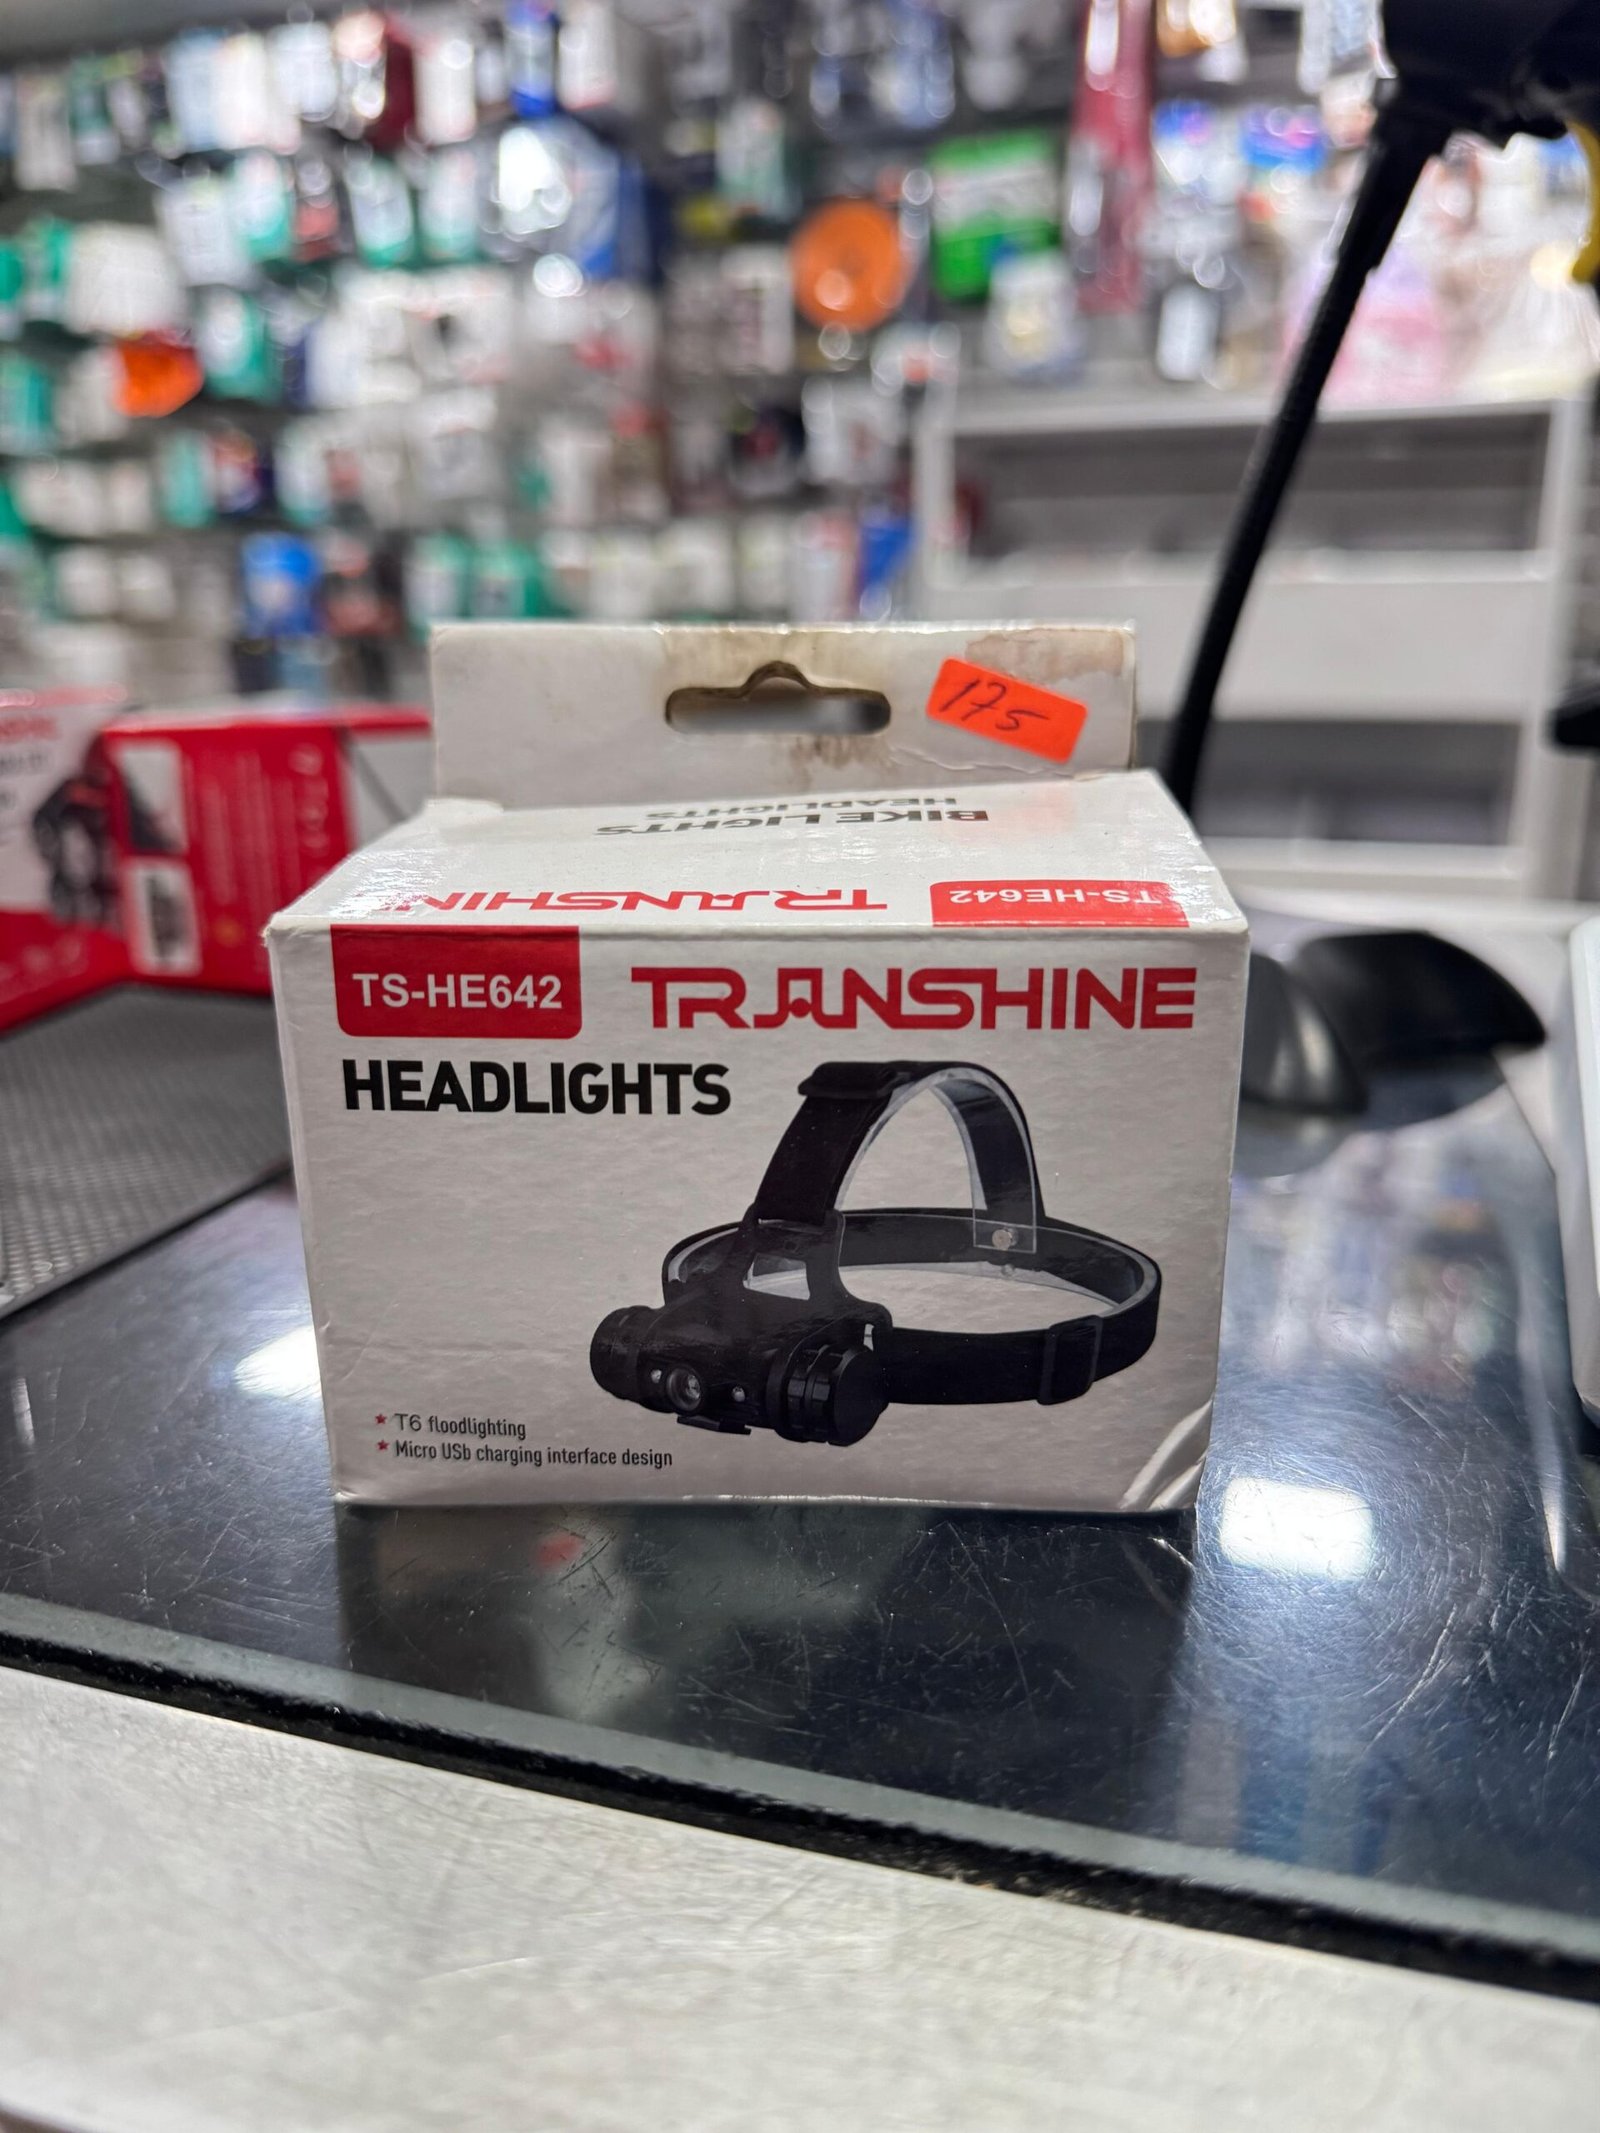 175
BIKE LIGHTS
HEADLIGHTS
TRANSHINE
TS-HE642
TS-HE642
TRANSHINE
HEADLIGHTS
★ T6 floodlighting
★ Micro USb charging interface design